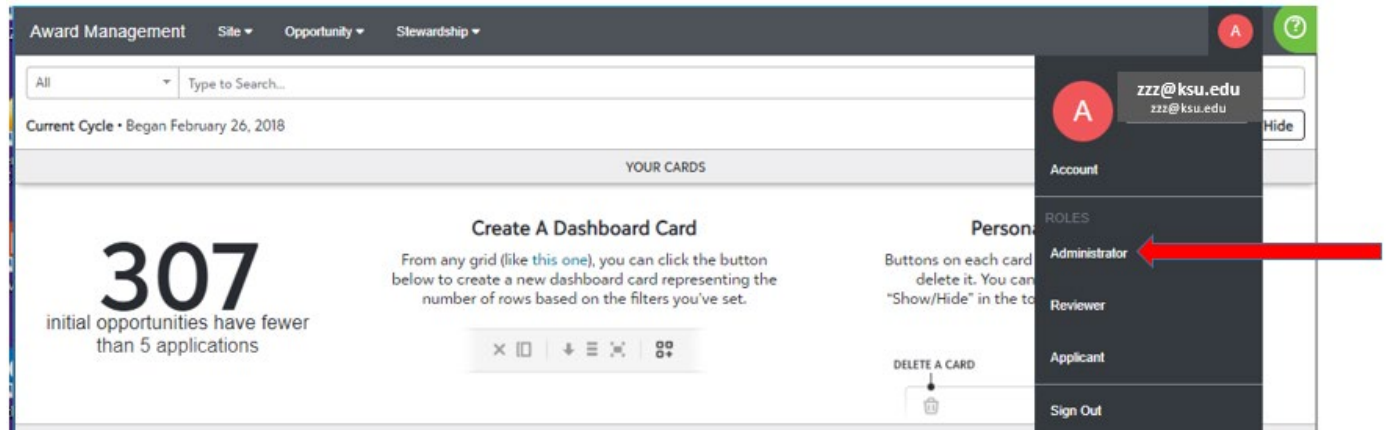 Award Management Site Opportunity Stewardship A ?
All Type to Search...
Current Cycle • Began February 26, 2018
Hide
YOUR CARDS
307
initial opportunities have fewer
than 5 applications
Create A Dashboard Card
From any grid (like this one), you can click the button
below to create a new dashboard card representing the
number of rows based on the filters you've set.
Persona
Buttons on each card
delete it. You can
"Show/Hide" in the to
DELETE A CARD
A
zzz@ksu.edu
zzz@ksu.edu
Account
ROLES
Administrator
Reviewer
Applicant
Sign Out